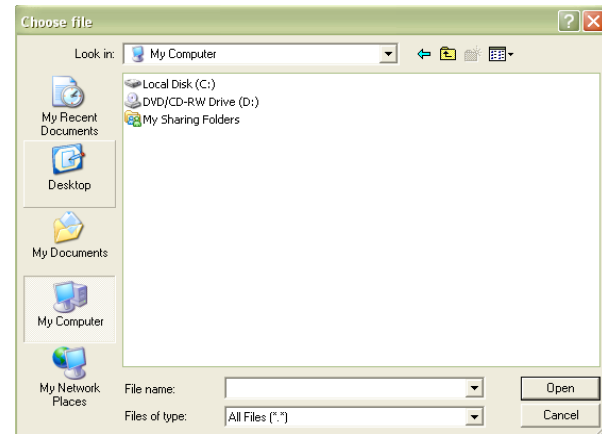 Choose file
Look in: My Computer
Local Disk (C:)
DVD/CD-RW Drive (D:)
My Sharing Folders
My Recent
Documents
Desktop
My Documents
My Computer
My Network
Places
File name:
Open
Files of type: All Files (*.*)
Cancel